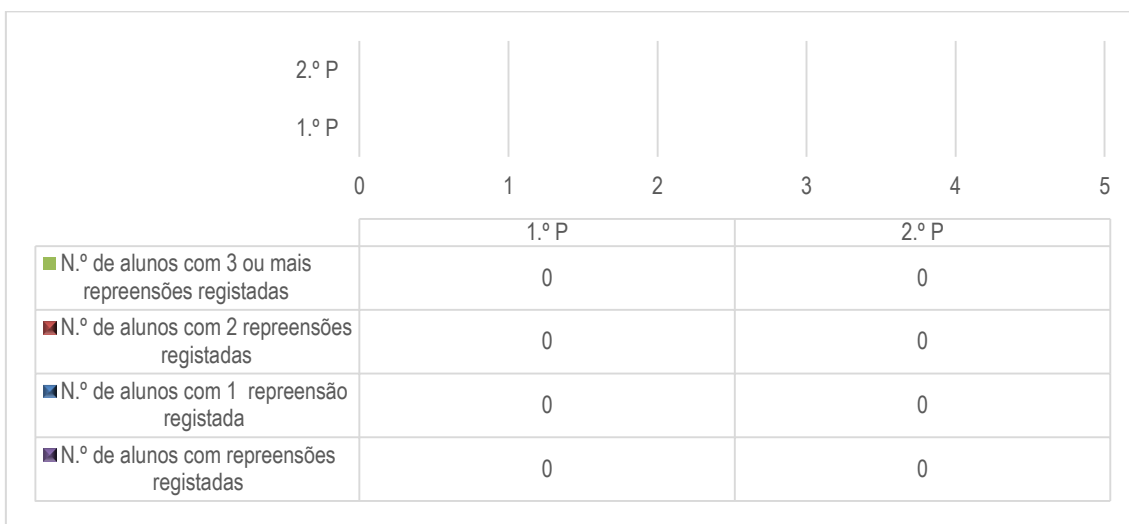 2.º P
1.º P
0 1 2 3 4 5
1.º P 2.º P
N.º de alunos com 3 ou mais
repreensões registadas
0 0
N.º de alunos com 2 repreensões
registadas
0 0
N.º de alunos com 1 repreensão
registada
0 0
N.º de alunos com repreensões
registadas
0 0